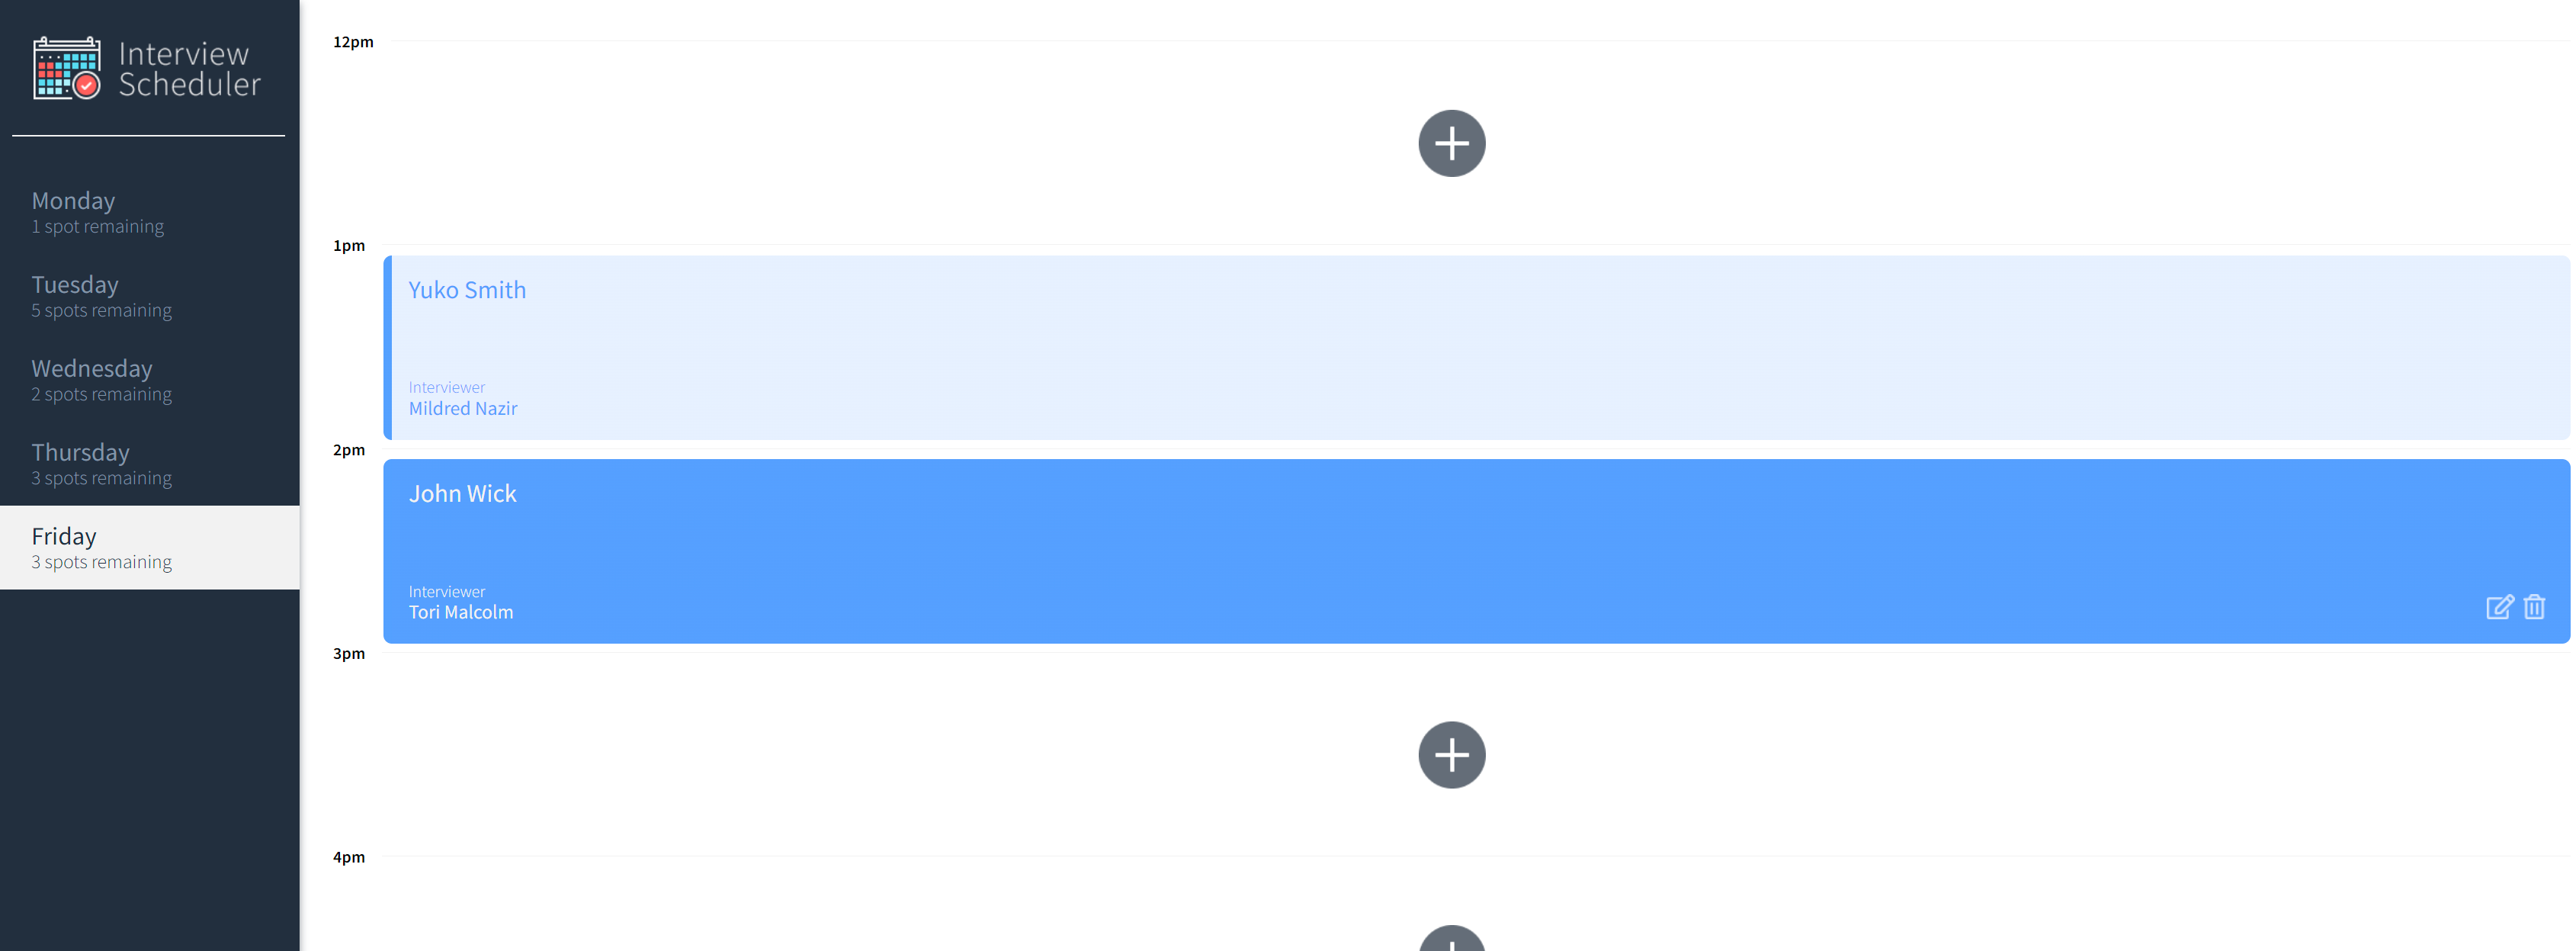 Interview
Scheduler
Monday
1 spot remaining
Tuesday
5 spots remaining
Wednesday
2 spots remaining
Thursday
3 spots remaining
Friday
3 spots remaining
12pm
1pm
Yuko Smith
Interviewer
Mildred Nazir
2pm
John Wick
Interviewer
Tori Malcolm
3pm
4pm